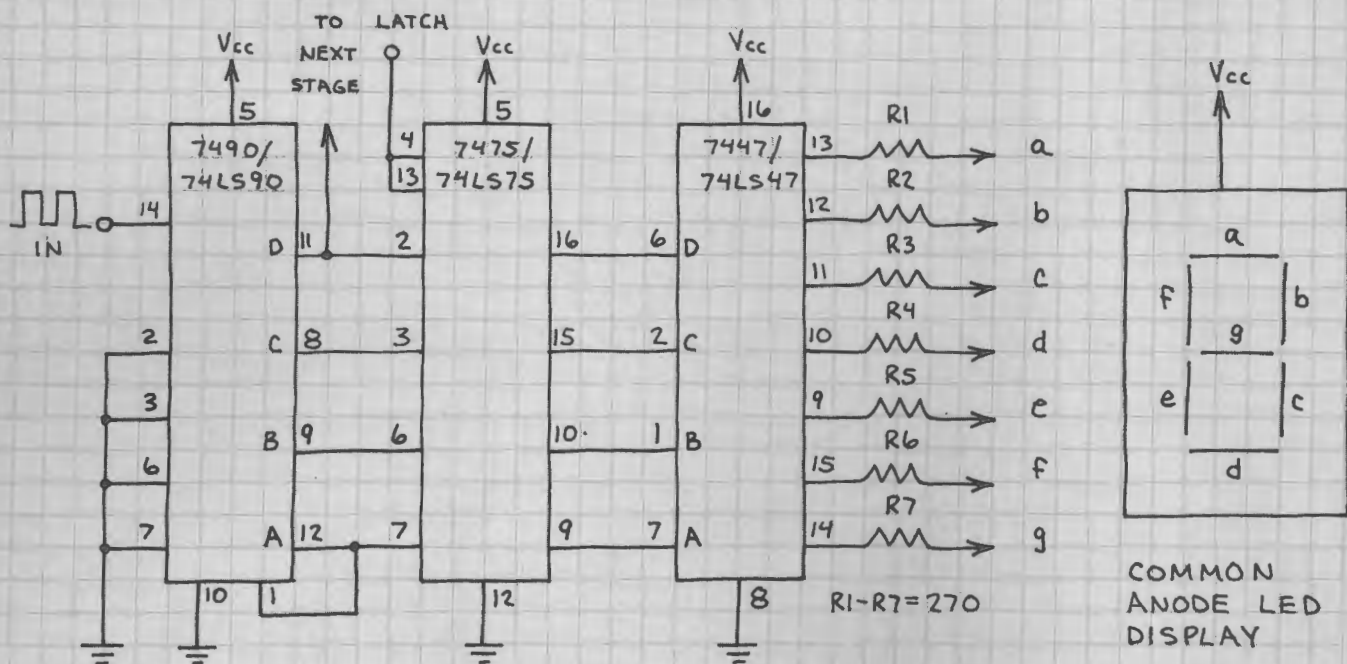 TO LATCH
NEXT
STAGE
Vcc
Vcc
Vcc
Vcc
5
5
16
7490/
74LS90
14
IN
2
3
6
7
10
1
D
C
B
A
11
8
9
12
4
13
7475/
74LS75
2
3
6
7
16
15
10
9
12
7447/
74LS47
6
2
1
7
D
C
B
A
8
13
R1
a
12
R2
b
11
R3
c
10
R4
d
9
R5
e
15
R6
f
14
R7
g
R1-R7=270
a
f
b
g
e
c
d
COMMON
ANODE LED
DISPLAY